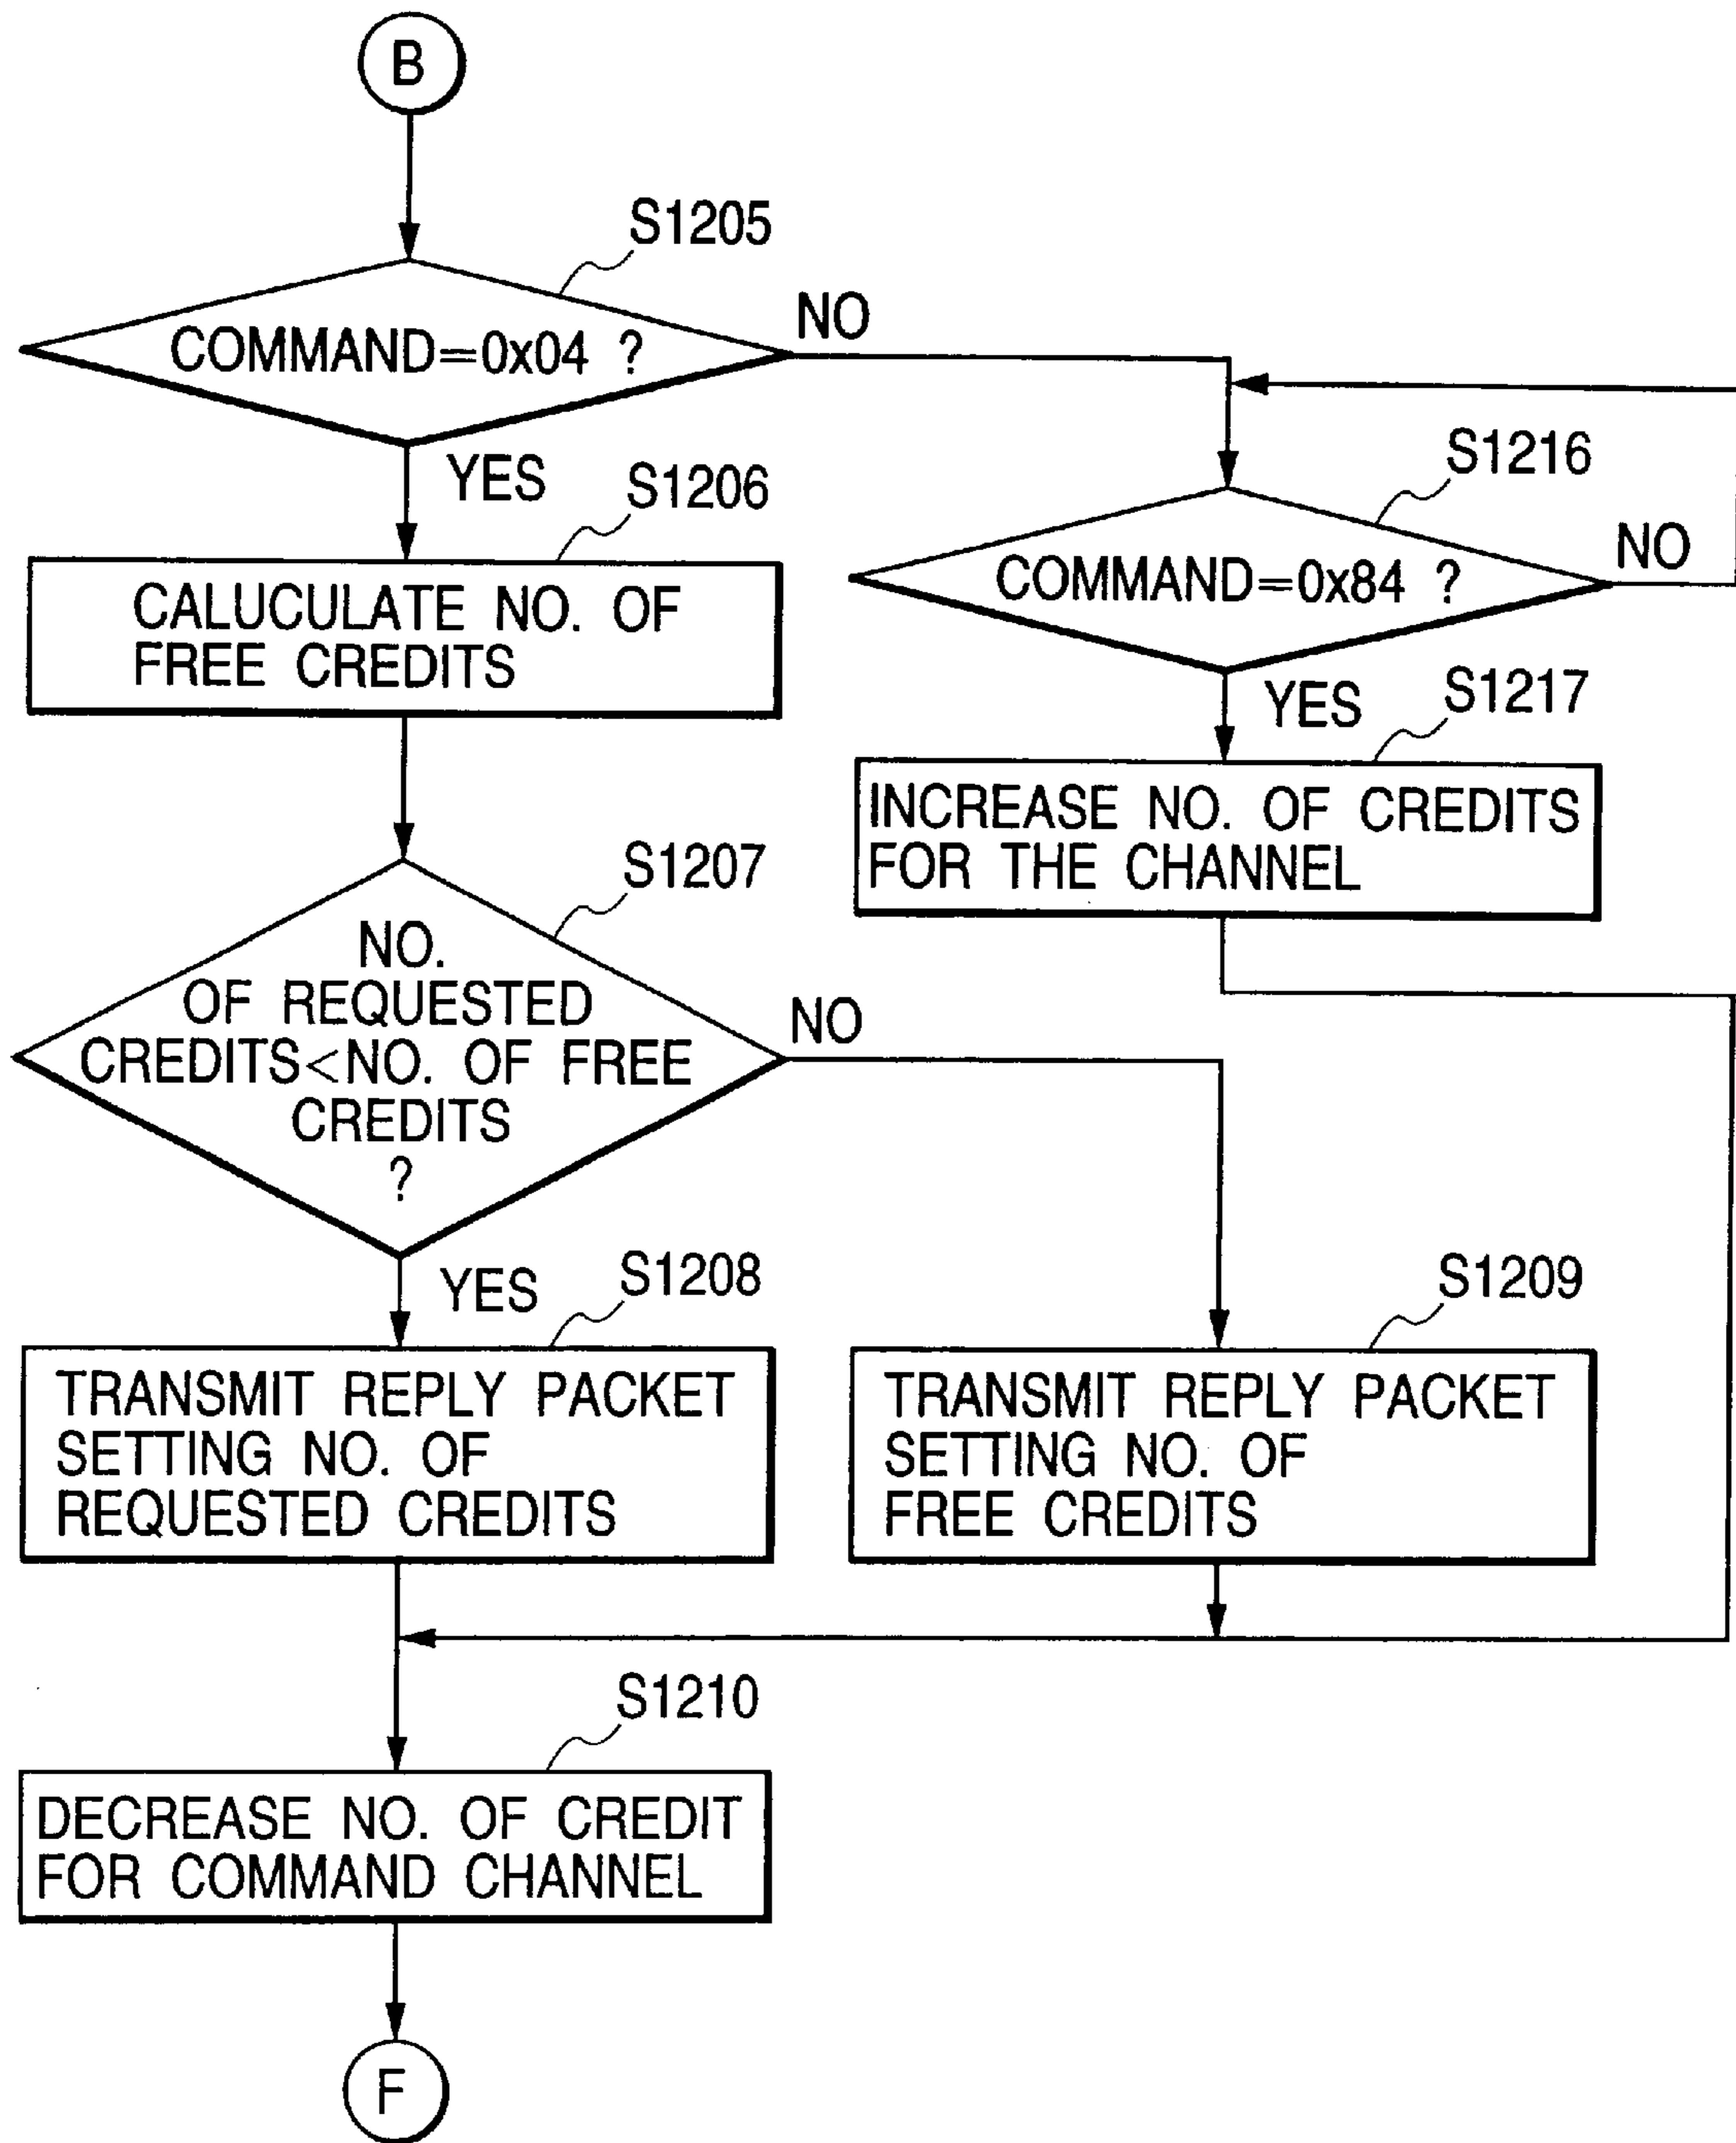 B
S1205
COMMAND=0x04 ?
NO
YES
S1206
CALUCULATE NO. OF
FREE CREDITS
S1216
COMMAND=0x84 ?
NO
YES
S1217
INCREASE NO. OF CREDITS
FOR THE CHANNEL
S1207
NO.
OF REQUESTED
CREDITS<NO. OF FREE
CREDITS
?
NO
YES
S1208
TRANSMIT REPLY PACKET
SETTING NO. OF
REQUESTED CREDITS
S1209
TRANSMIT REPLY PACKET
SETTING NO. OF
FREE CREDITS
S1210
DECREASE NO. OF CREDIT
FOR COMMAND CHANNEL
F